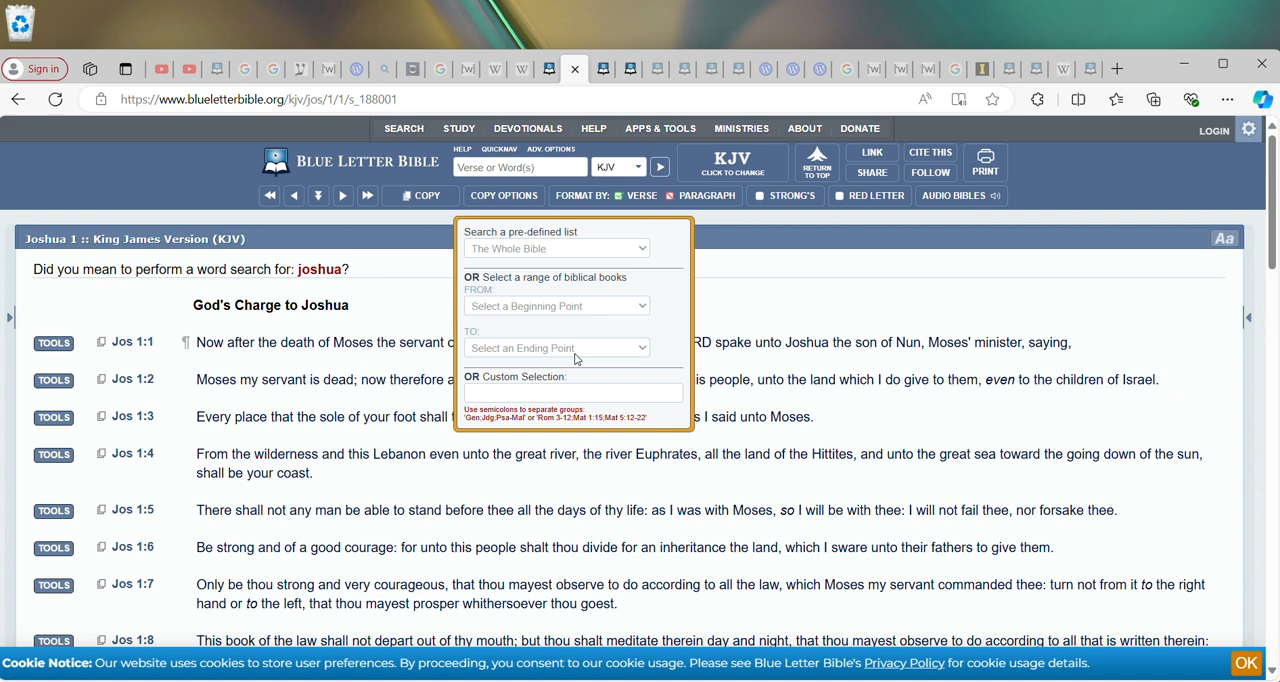 Sign in
https://www.blueletterbible.org/kjv/jos/1/1/s_188001
SEARCH STUDY DEVOTIONALS HELP APPS & TOOLS MINISTRIES ABOUT DONATE
LOGIN
BLUE LETTER BIBLE
HELP QUICKNAV ADV. OPTIONS
Verse or Word(s) KJV
KJV
CLICK TO CHANGE
RETURN
TO TOP
LINK CITE THIS
SHARE FOLLOW
PRINT
COPY COPY OPTIONS FORMAT BY: VERSE PARAGRAPH STRONG'S RED LETTER AUDIO BIBLES
Joshua 1 :: King James Version (KJV)
Aa
Did you mean to perform a word search for: joshua?
God's Charge to Joshua
Search a pre-defined list
The Whole Bible
OR Select a range of biblical books
FROM:
Select a Beginning Point
TO:
Select an Ending Point
OR Custom Selection:
Use semicolons to separate groups:
'Gen;Jdg;Psa-Mal' or 'Rom 3-12;Mat 1:15;Mat 5:12-22'
TOOLS Jos 1:1 ¶ Now after the death of Moses the servant RD spake unto Joshua the son of Nun, Moses' minister, saying,
TOOLS Jos 1:2 Moses my servant is dead; now therefore a is people, unto the land which I do give to them, even to the children of Israel.
TOOLS Jos 1:3 Every place that the sole of your foot shall s I said unto Moses.
TOOLS Jos 1:4 From the wilderness and this Lebanon even unto the great river, the river Euphrates, all the land of the Hittites, and unto the great sea toward the going down of the sun,
shall be your coast.
TOOLS Jos 1:5 There shall not any man be able to stand before thee all the days of thy life: as I was with Moses, so I will be with thee: I will not fail thee, nor forsake thee.
TOOLS Jos 1:6 Be strong and of a good courage: for unto this people shalt thou divide for an inheritance the land, which I sware unto their fathers to give them.
TOOLS Jos 1:7 Only be thou strong and very courageous, that thou mayest observe to do according to all the law, which Moses my servant commanded thee: turn not from it to the right
hand or to the left, that thou mayest prosper whithersoever thou goest.
TOOLS Jos 1:8 This book of the law shall not depart out of thy mouth; but thou shalt meditate therein day and night, that thou mayest observe to do according to all that is written therein:
Cookie Notice: Our website uses cookies to store user preferences. By proceeding, you consent to our cookie usage. Please see Blue Letter Bible's Privacy Policy for cookie usage details.
OK